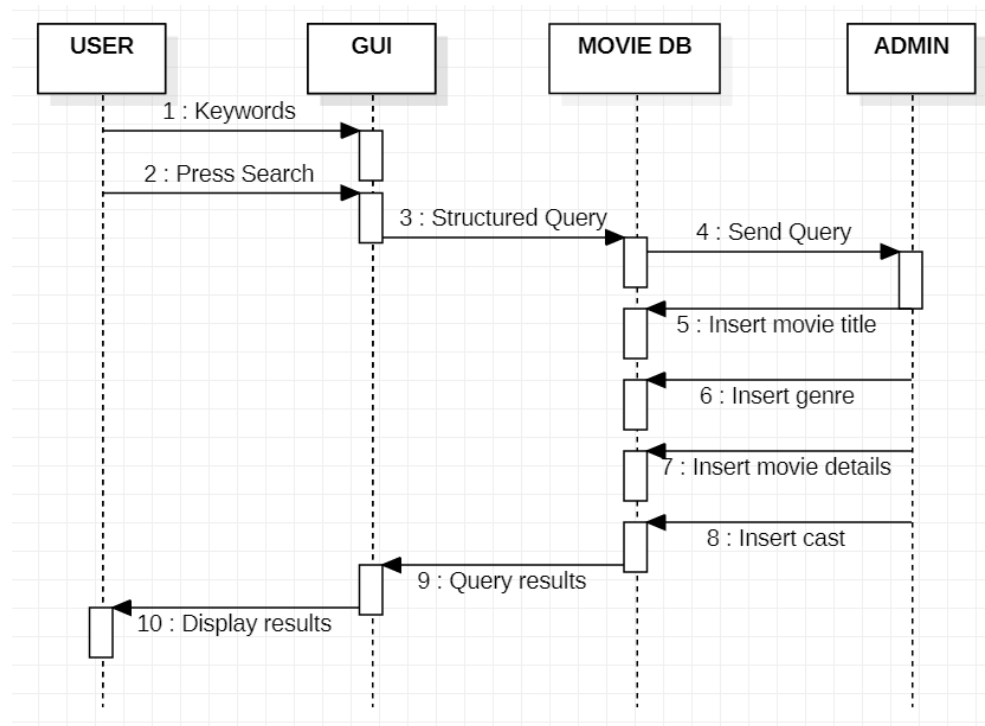 USER
GUI
MOVIE DB
ADMIN
1 : Keywords
2 : Press Search
3 : Structured Query
4 : Send Query
5 : Insert movie title
6 : Insert genre
7 : Insert movie details
8 : Insert cast
9 : Query results
10 : Display results